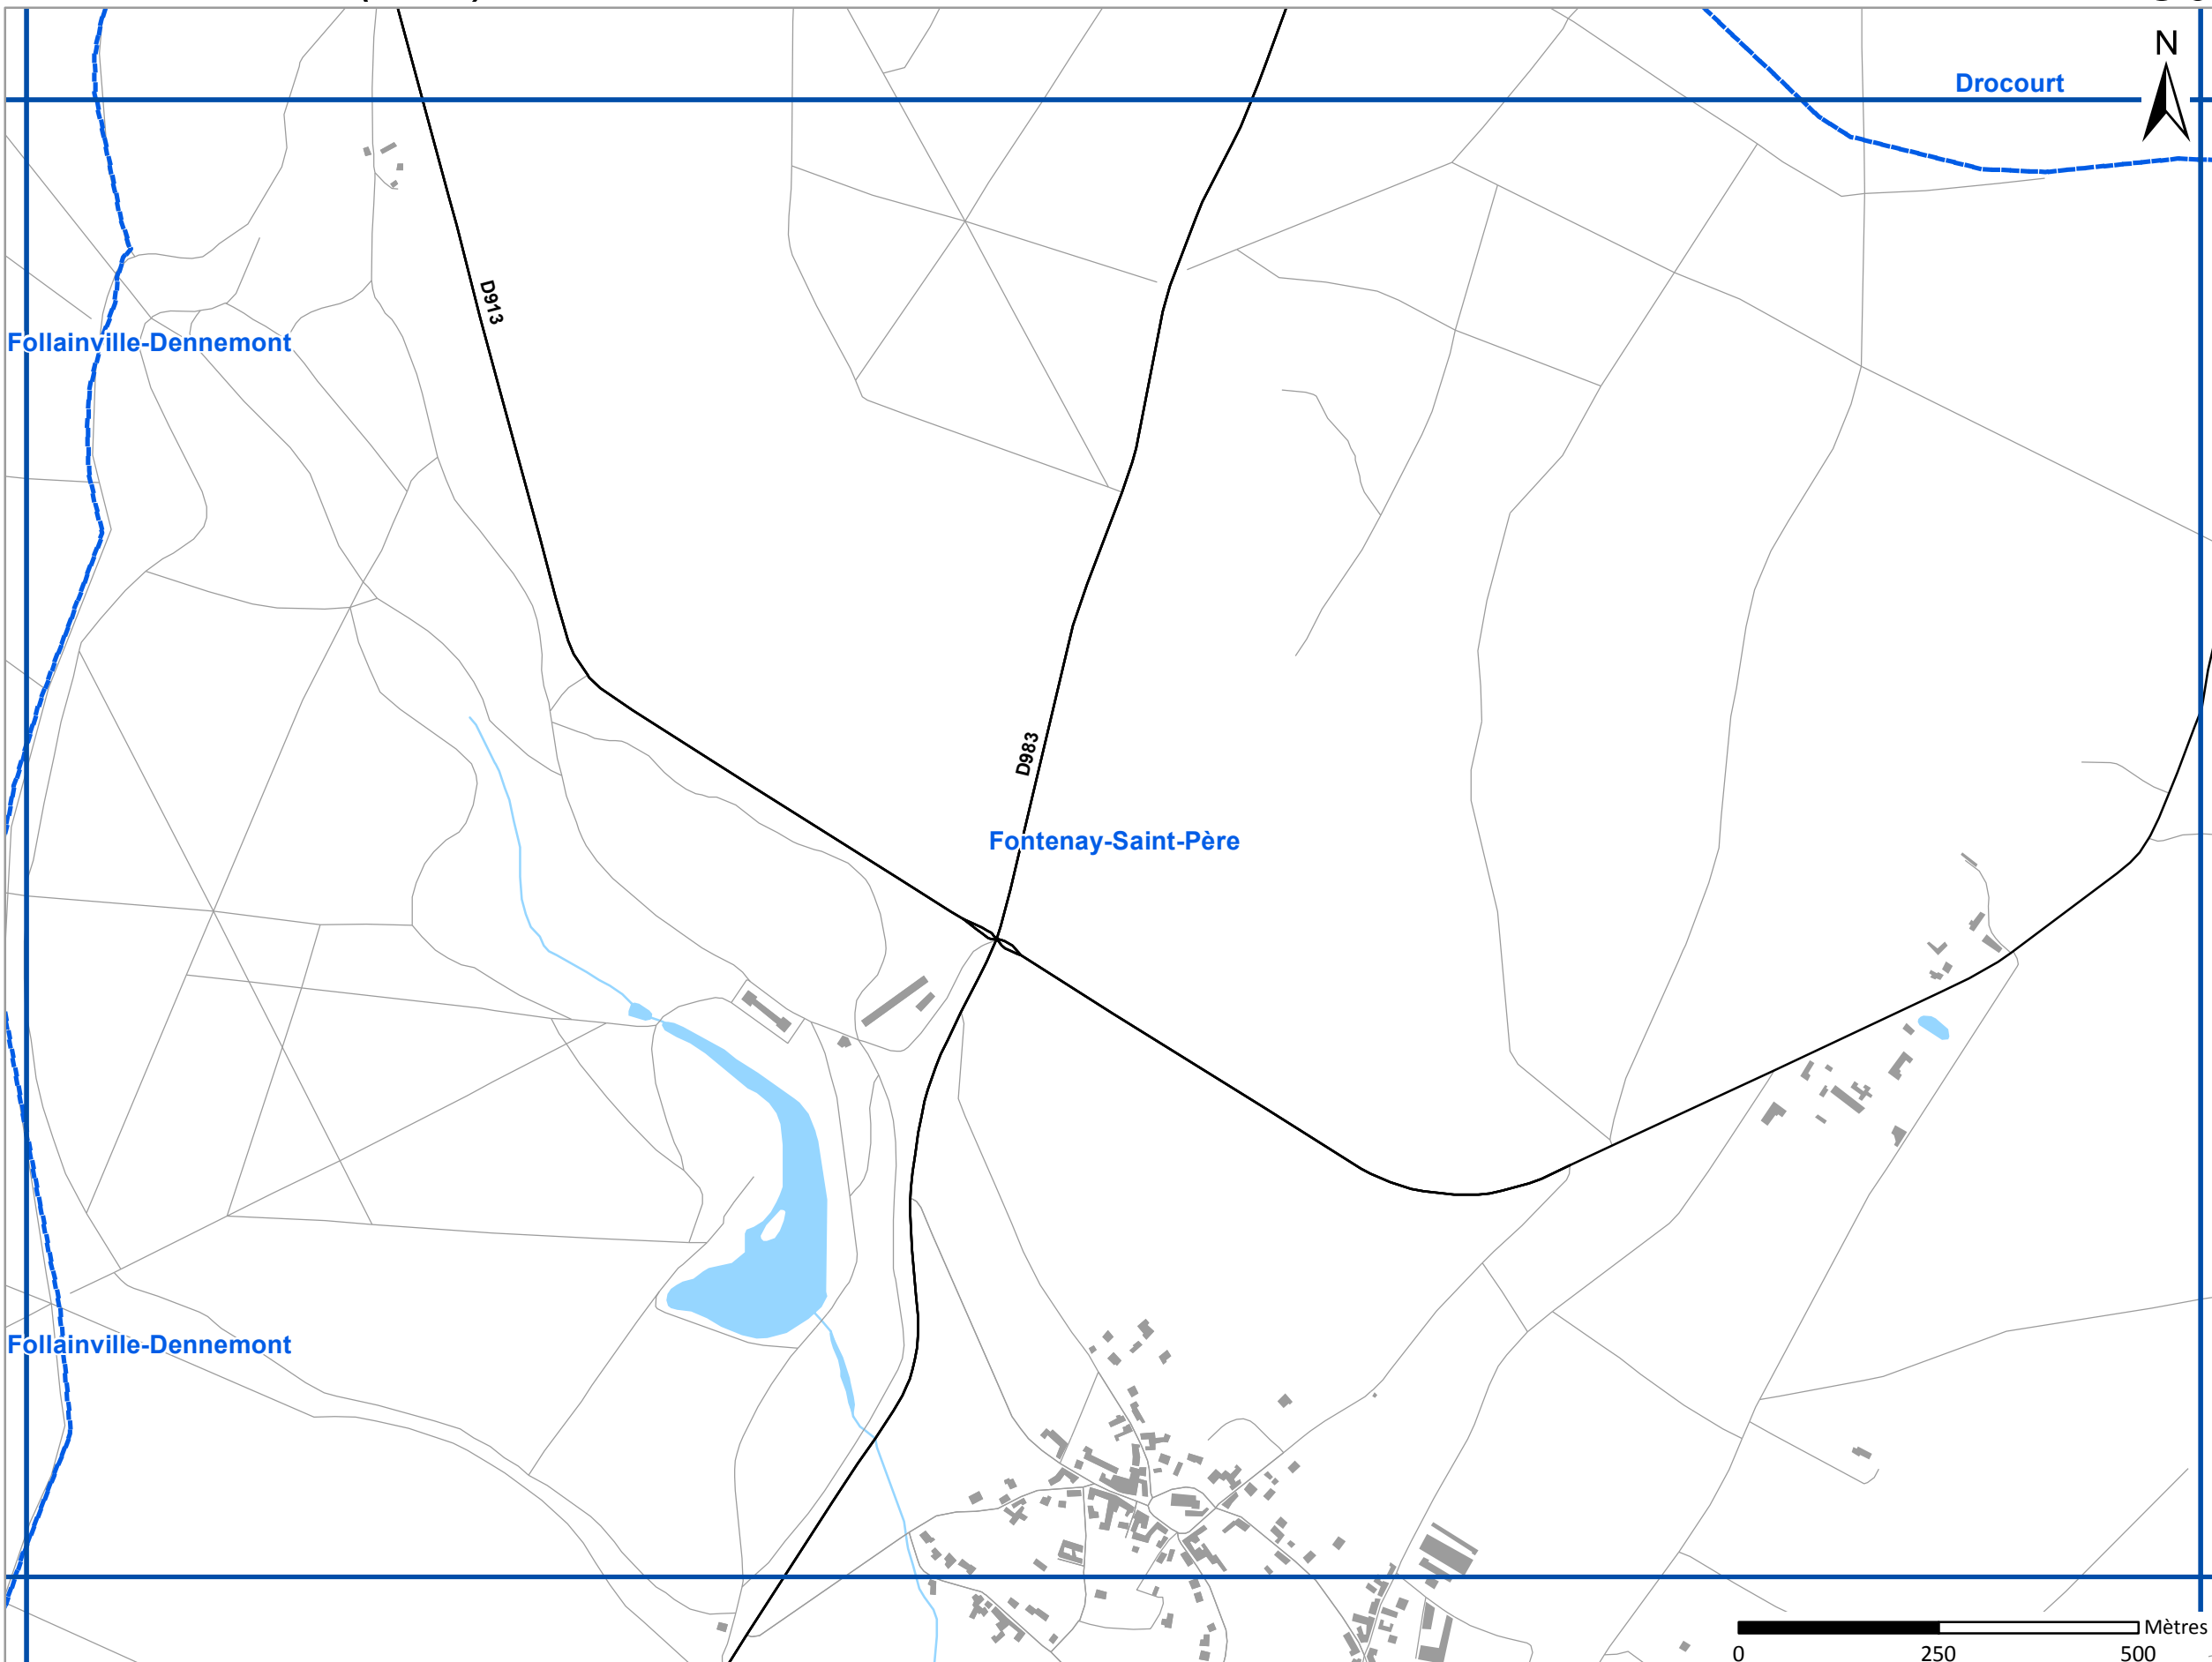 N
Drocourt
D913
Follainville-Dennemont
D983
Fontenay-Saint-Père
Follainville-Dennemont
Mètres
0 250 500